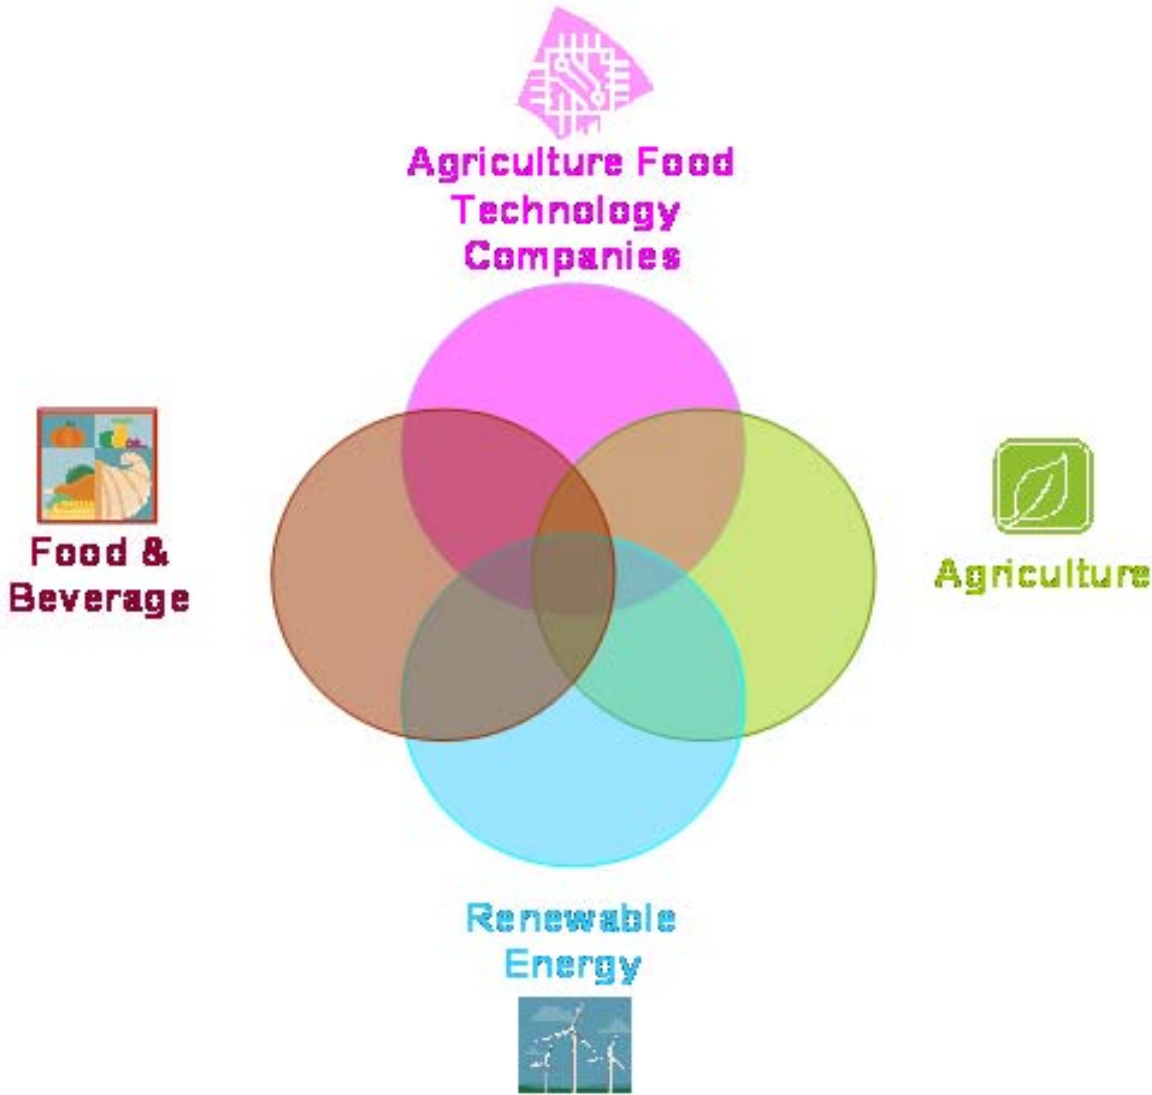 Agriculture Food
Technology
Companies
Food &
Beverage
Agriculture
Renewable
Energy